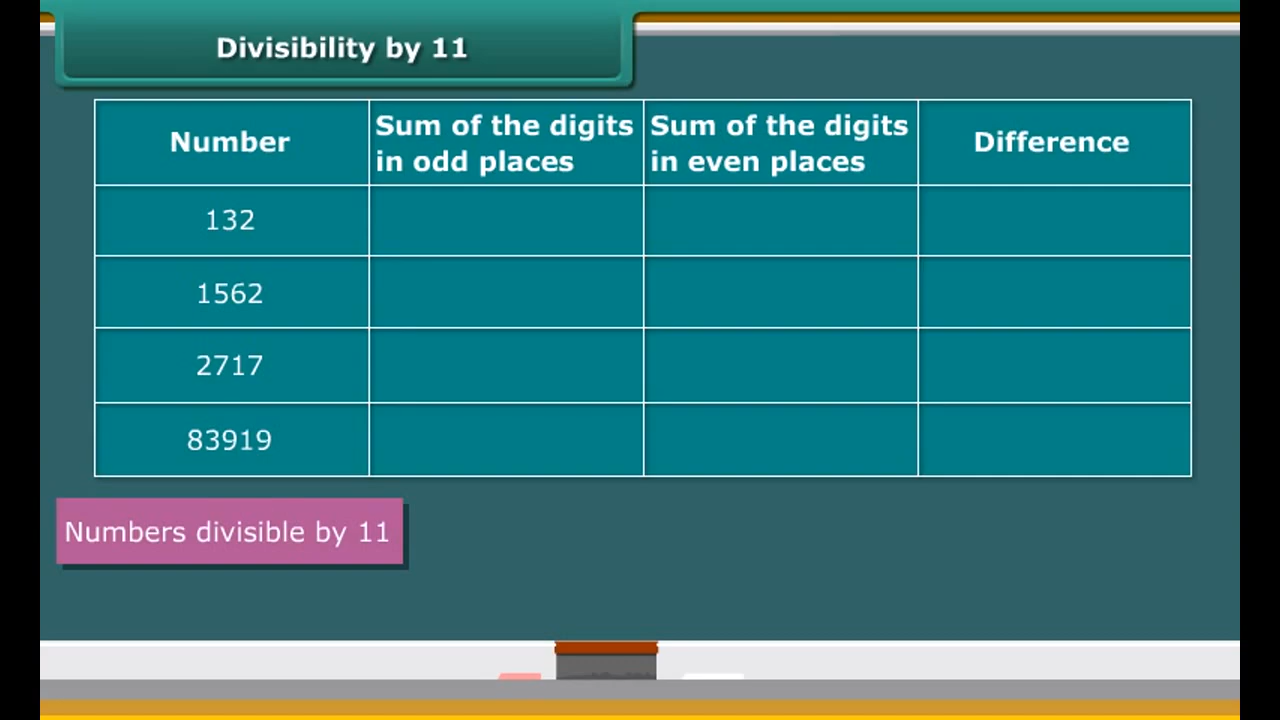 Divisibility by 11
Number
Sum of the digits
in odd places
Sum of the digits
in even places
Difference
132
1562
2717
83919
Numbers divisible by 11